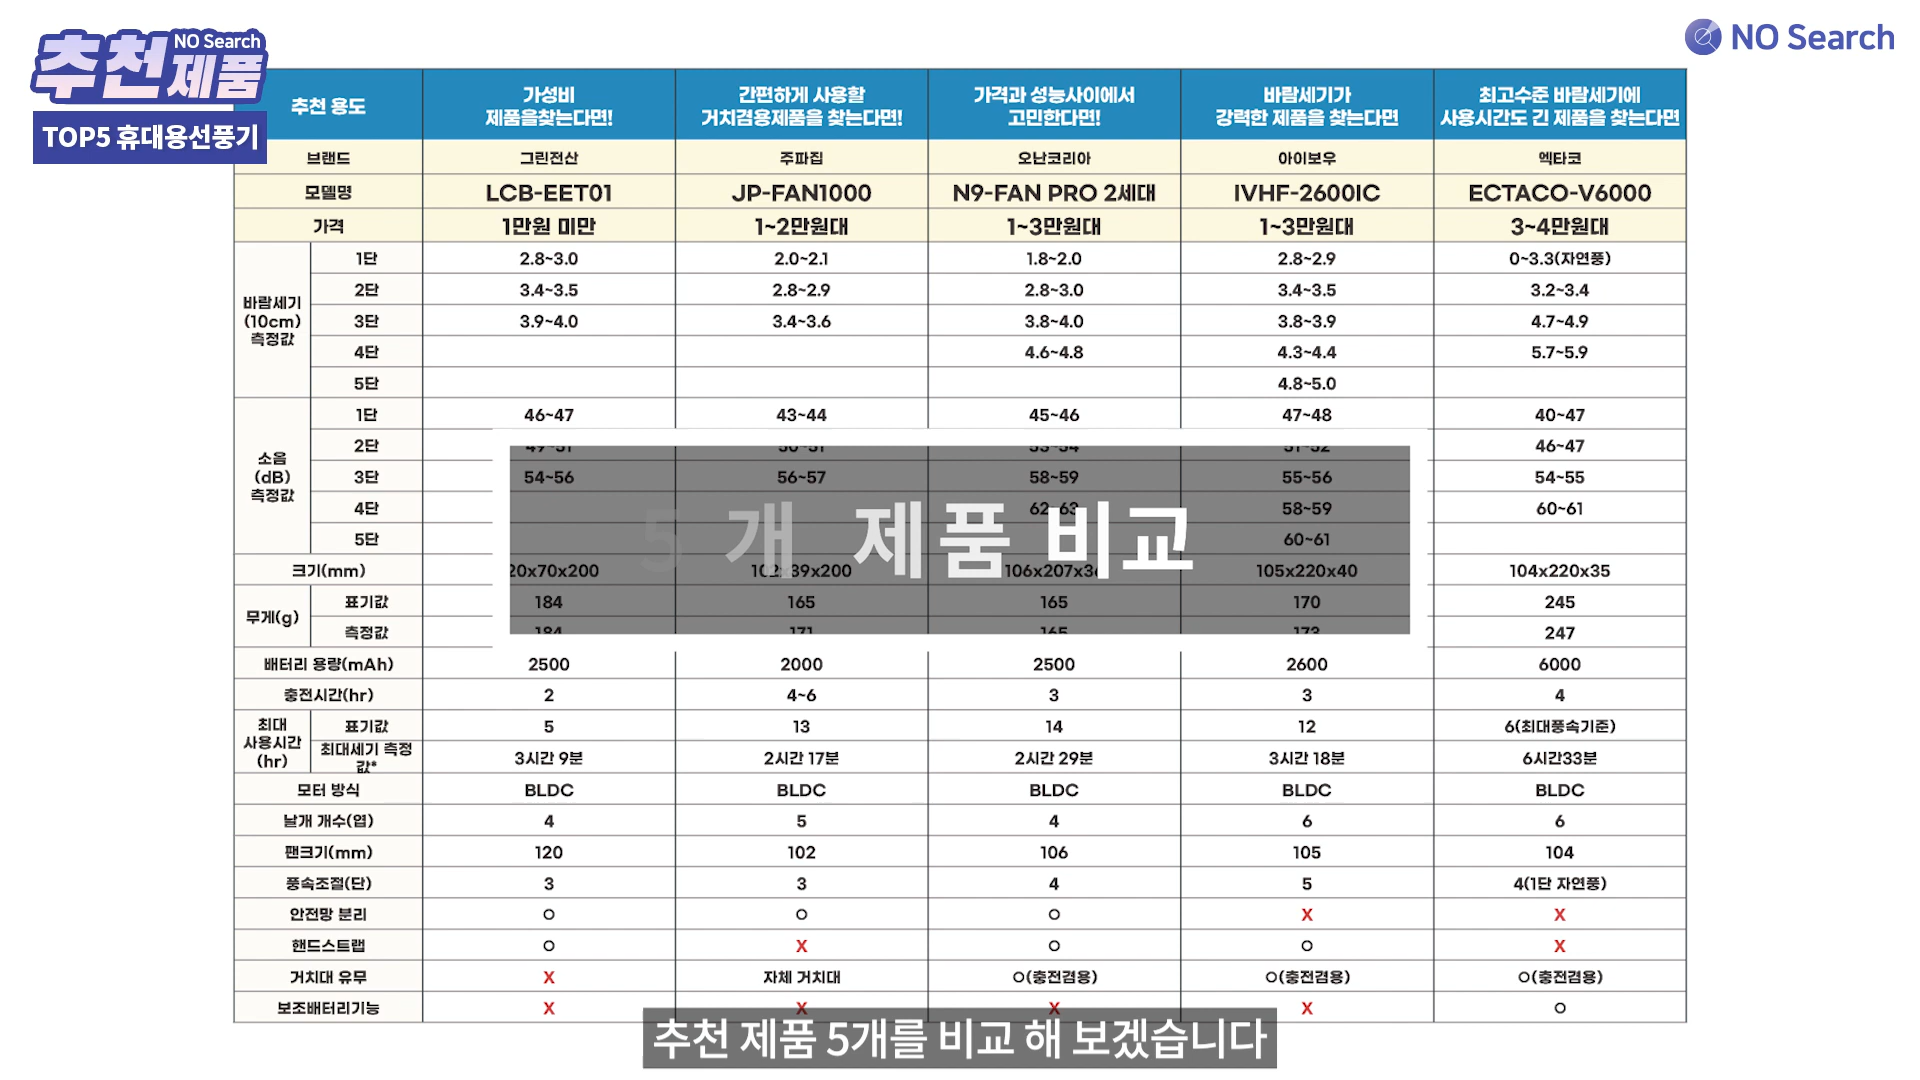 추천 NO Search
제품
TOP5 휴대용선풍기
NO Search
추천 용도 가성비 제품을찾는다면! 간편하게 사용할 거치겸용제품을 찾는다면! 가격과 성능사이에서 고민한다면! 바람세기가 강력한 제품을 찾는다면 최고수준 바람세기에 사용시간도 긴 제품을 찾는다면
브랜드 그린전산 주파집 오난코리아 아이보우 엑타코
모델명 LCB-EET01 JP-FAN1000 N9-FAN PRO 2세대 IVHF-2600IC ECTACO-V6000
가격 1만원 미만 1~2만원대 1~3만원대 1~3만원대 3~4만원대
바람세기 (10cm) 측정값
1단 2.8~3.0 2.0~2.1 1.8~2.0 2.8~2.9 0~3.3(자연풍)
2단 3.4~3.5 2.8~2.9 2.8~3.0 3.4~3.5 3.2~3.4
3단 3.9~4.0 3.4~3.6 3.8~4.0 3.8~3.9 4.7~4.9
4단 4.6~4.8 4.3~4.4 5.7~5.9
5단 4.8~5.0
소음 (dB) 측정값
1단 46~47 43~44 45~46 47~48 40~47
2단 46~47
3단 54~56 56~57 58~59 55~56 54~55
4단 62~63 58~59 60~61
5단 60~61
5개 제품 비교
크기(mm) 20x70x200 102x39x200 106x207x36 105x220x40 104x220x35
무게(g)
표기값 184 165 165 170 245
측정값 184 171 165 173 247
배터리 용량(mAh) 2500 2000 2500 2600 6000
충전시간(hr) 2 4~6 3 3 4
최대 사용시간 (hr)
표기값 5 13 14 12 6(최대풍속기준)
최대세기 측정값* 3시간 9분 2시간 17분 2시간 29분 3시간 18분 6시간33분
모터 방식 BLDC BLDC BLDC BLDC BLDC
날개 개수(엽) 4 5 4 6 6
팬크기(mm) 120 102 106 105 104
풍속조절(단) 3 3 4 5 4(1단 자연풍)
안전망 분리 O O O X X
핸드스트랩 O X O O X
거치대 유무 X 자체 거치대 O(충전겸용) O(충전겸용) O(충전겸용)
보조배터리기능 X X X X O
추천 제품 5개를 비교 해 보겠습니다